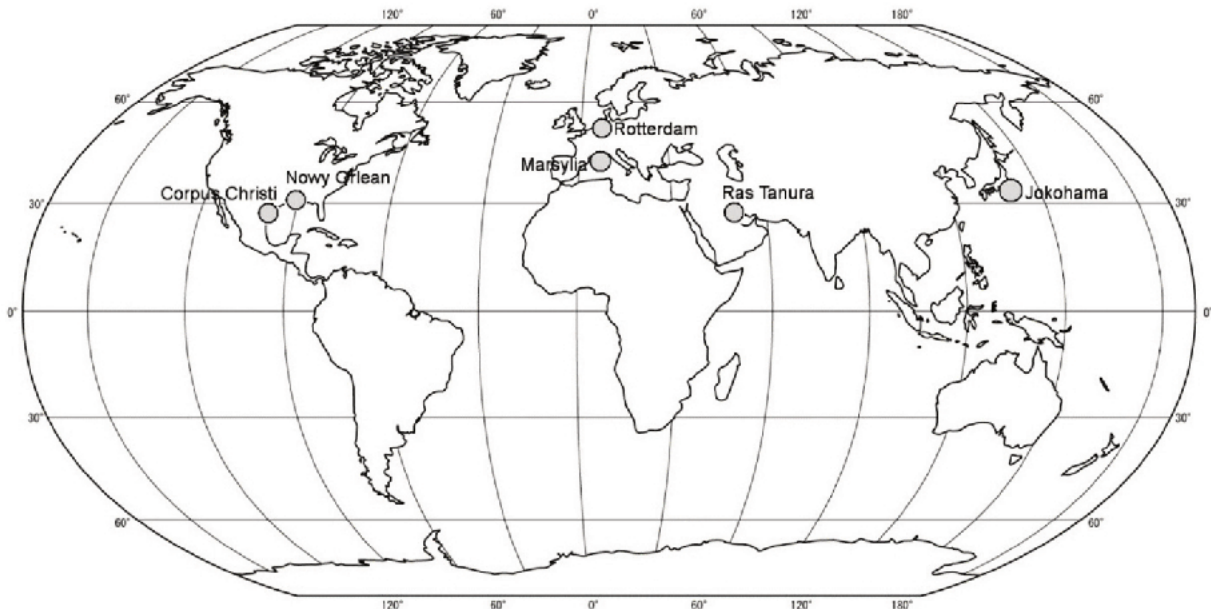 120° 60° 0° 60° 120° 180°
60° 60°
Rotterdam
Marsylia
Nowy Orlean
Corpus Christi
Ras Tanura
Jokohama
30° 30°
0° 0°
30° 30°
60° 60°
120° 60° 0° 60° 120° 180°